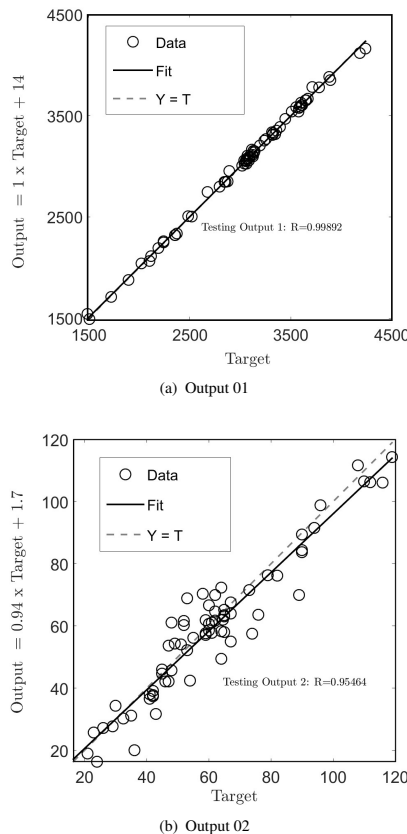 4500
3500
2500
1500
Output = 1 x Target + 14
Data
Fit
Y = T
Testing Output 1: R=0.99892
1500 2500 3500 4500
Target
(a) Output 01
120
100
80
60
40
20
Output = 0.94 x Target + 1.7
Data
Fit
Y = T
Testing Output 2: R=0.95464
20 40 60 80 100 120
Target
(b) Output 02